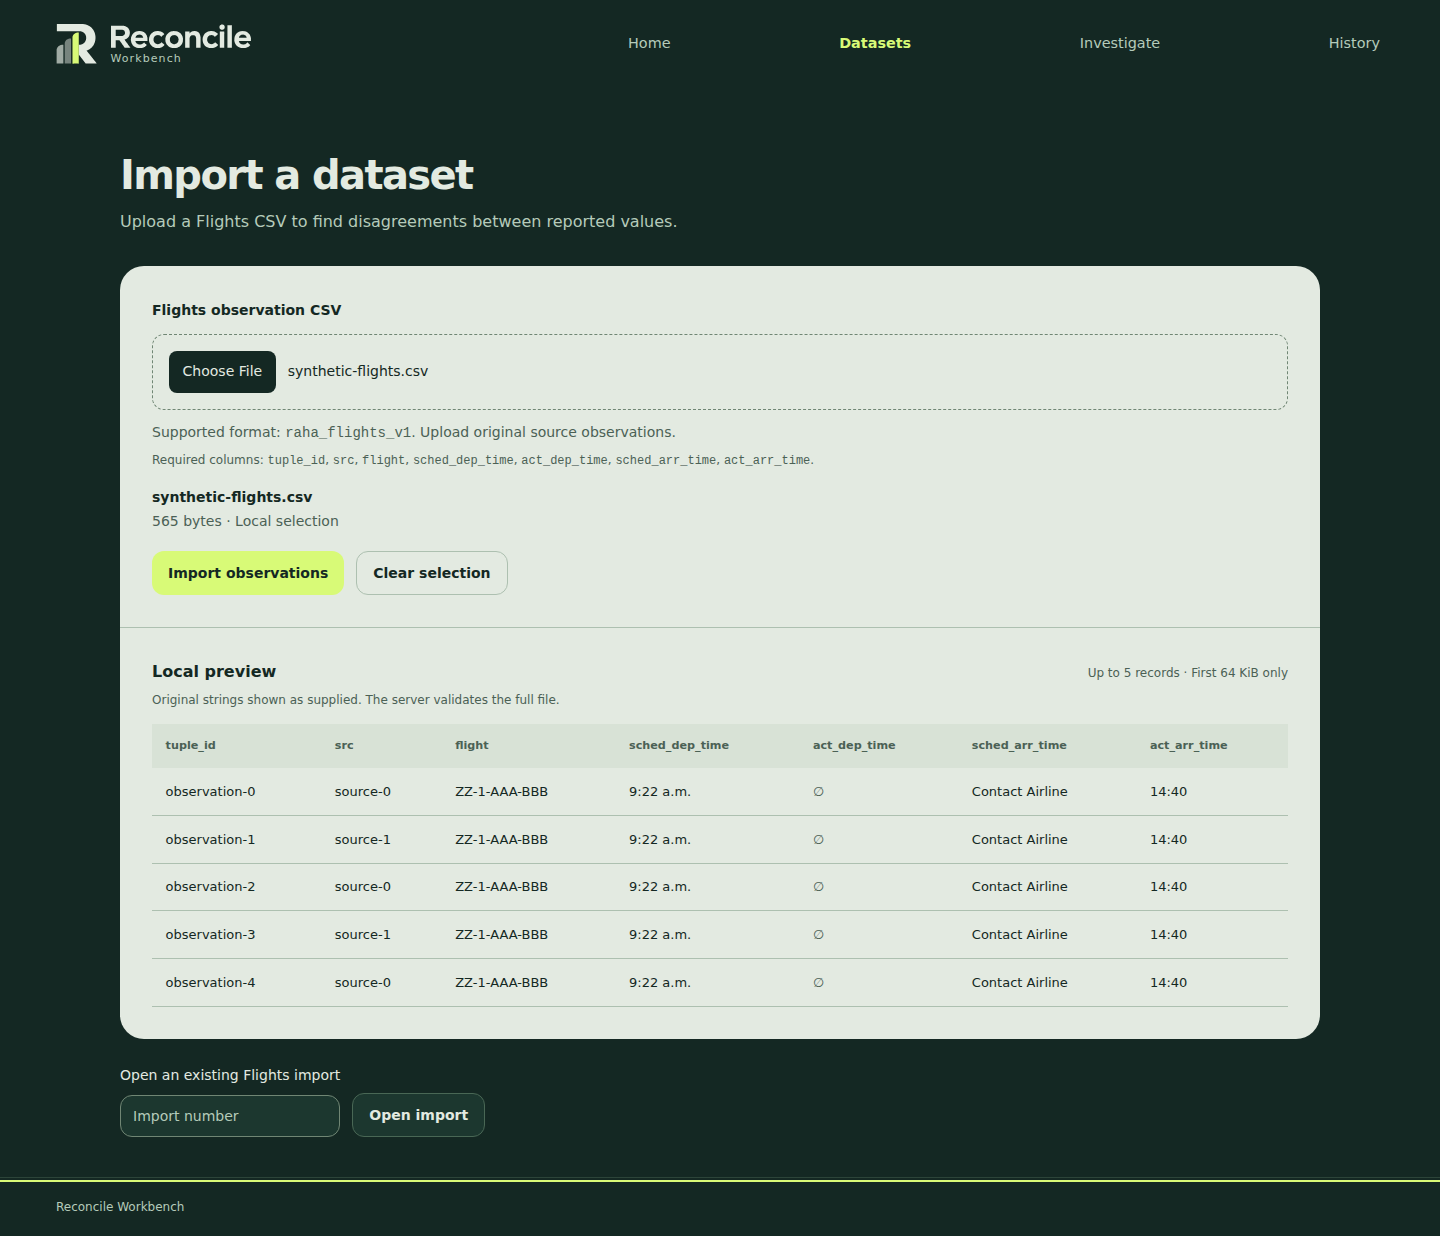 Reconcile
Workbench
Home Datasets Investigate History
Import a dataset
Upload a Flights CSV to find disagreements between reported values.
Flights observation CSV
Choose File synthetic-flights.csv
Supported format: raha_flights_v1. Upload original source observations.
Required columns: tuple_id, src, flight, sched_dep_time, act_dep_time, sched_arr_time, act_arr_time.
synthetic-flights.csv
565 bytes · Local selection
Import observations Clear selection
Local preview Up to 5 records · First 64 KiB only
Original strings shown as supplied. The server validates the full file.
tuple_id src flight sched_dep_time act_dep_time sched_arr_time act_arr_time
observation-0 source-0 ZZ-1-AAA-BBB 9:22 a.m. ∅ Contact Airline 14:40
observation-1 source-1 ZZ-1-AAA-BBB 9:22 a.m. ∅ Contact Airline 14:40
observation-2 source-0 ZZ-1-AAA-BBB 9:22 a.m. ∅ Contact Airline 14:40
observation-3 source-1 ZZ-1-AAA-BBB 9:22 a.m. ∅ Contact Airline 14:40
observation-4 source-0 ZZ-1-AAA-BBB 9:22 a.m. ∅ Contact Airline 14:40
Open an existing Flights import
Import number Open import
Reconcile Workbench